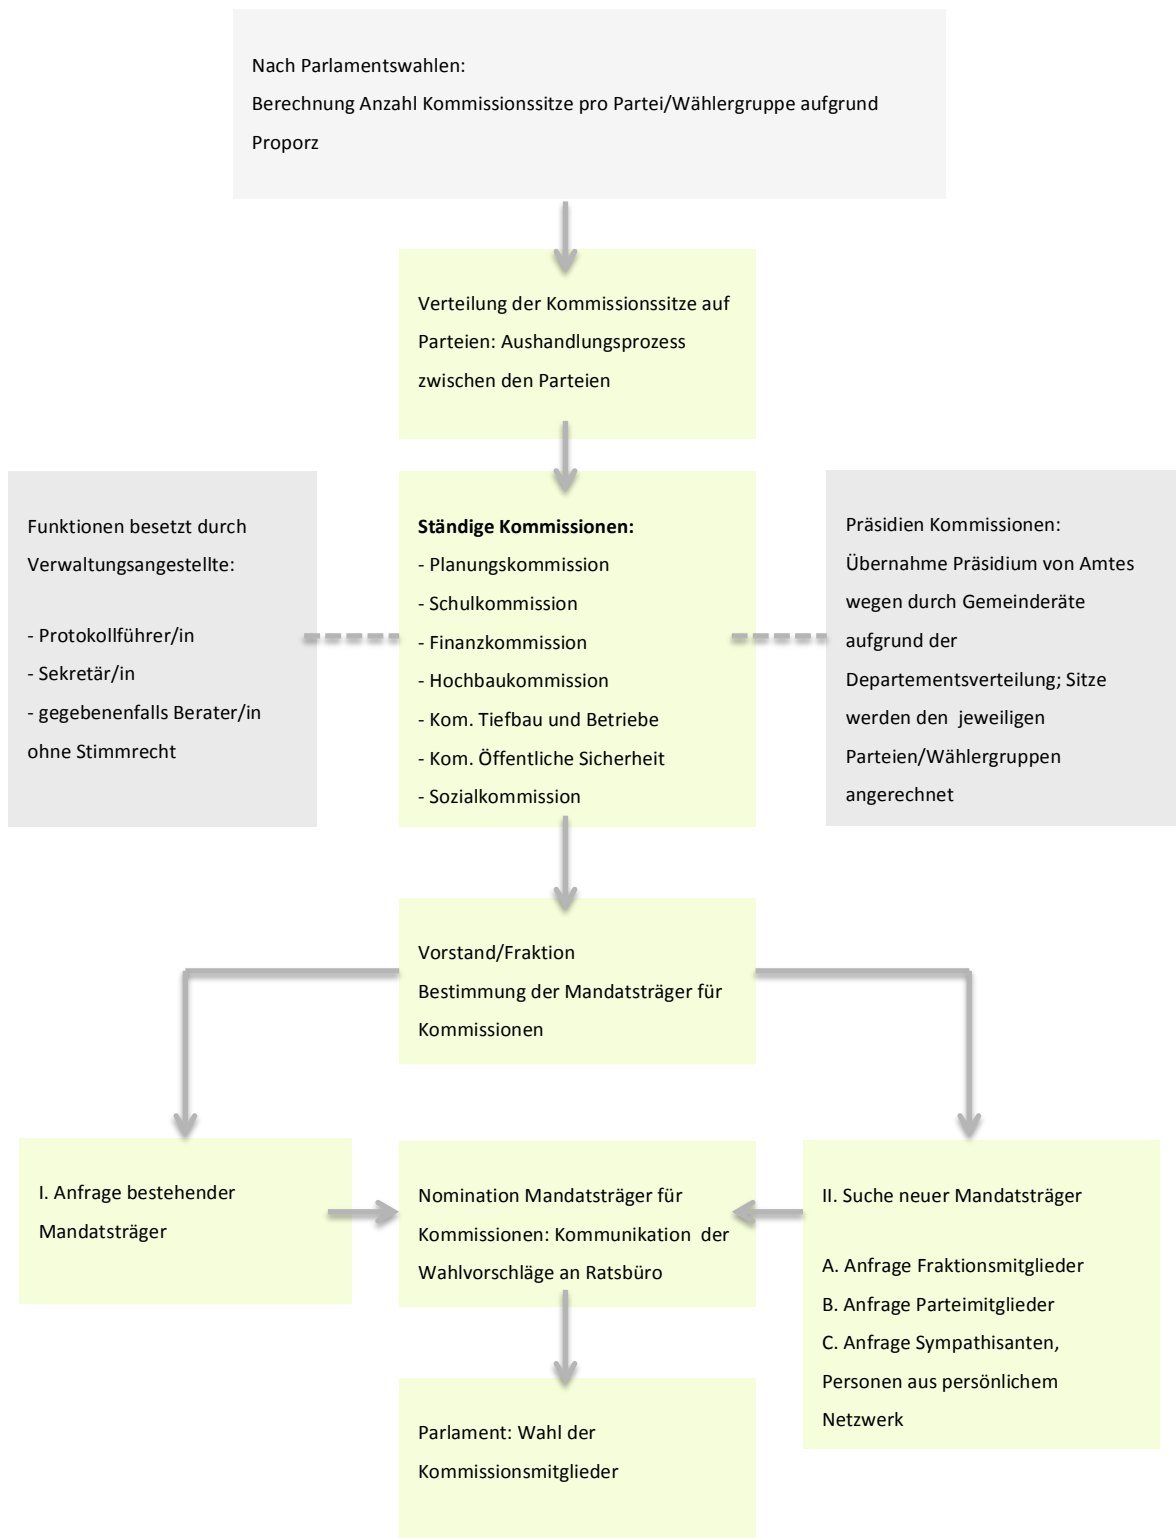 Nach Parlamentswahlen:
Berechnung Anzahl Kommissionssitze pro Partei/Wählergruppe aufgrund
Proporz
Verteilung der Kommissionssitze auf
Parteien: Aushandlungsprozess
zwischen den Parteien
Funktionen besetzt durch
Verwaltungsangestellte:
- Protokollführer/in
- Sekretär/in
- gegebenenfalls Berater/in
ohne Stimmrecht
Ständige Kommissionen:
- Planungskommission
- Schulkommission
- Finanzkommission
- Hochbaukommission
- Kom. Tiefbau und Betriebe
- Kom. Öffentliche Sicherheit
- Sozialkommission
Präsidien Kommissionen:
Übernahme Präsidium von Amtes
wegen durch Gemeinderäte
aufgrund der
Departementsverteilung; Sitze
werden den jeweiligen
Parteien/Wählergruppen
angerechnet
Vorstand/Fraktion
Bestimmung der Mandatsträger für
Kommissionen
I. Anfrage bestehender
Mandatsträger
Nomination Mandatsträger für
Kommissionen: Kommunikation der
Wahlvorschläge an Ratsbüro
II. Suche neuer Mandatsträger
A. Anfrage Fraktionsmitglieder
B. Anfrage Parteimitglieder
C. Anfrage Sympathisanten,
Personen aus persönlichem
Netzwerk
Parlament: Wahl der
Kommissionsmitglieder